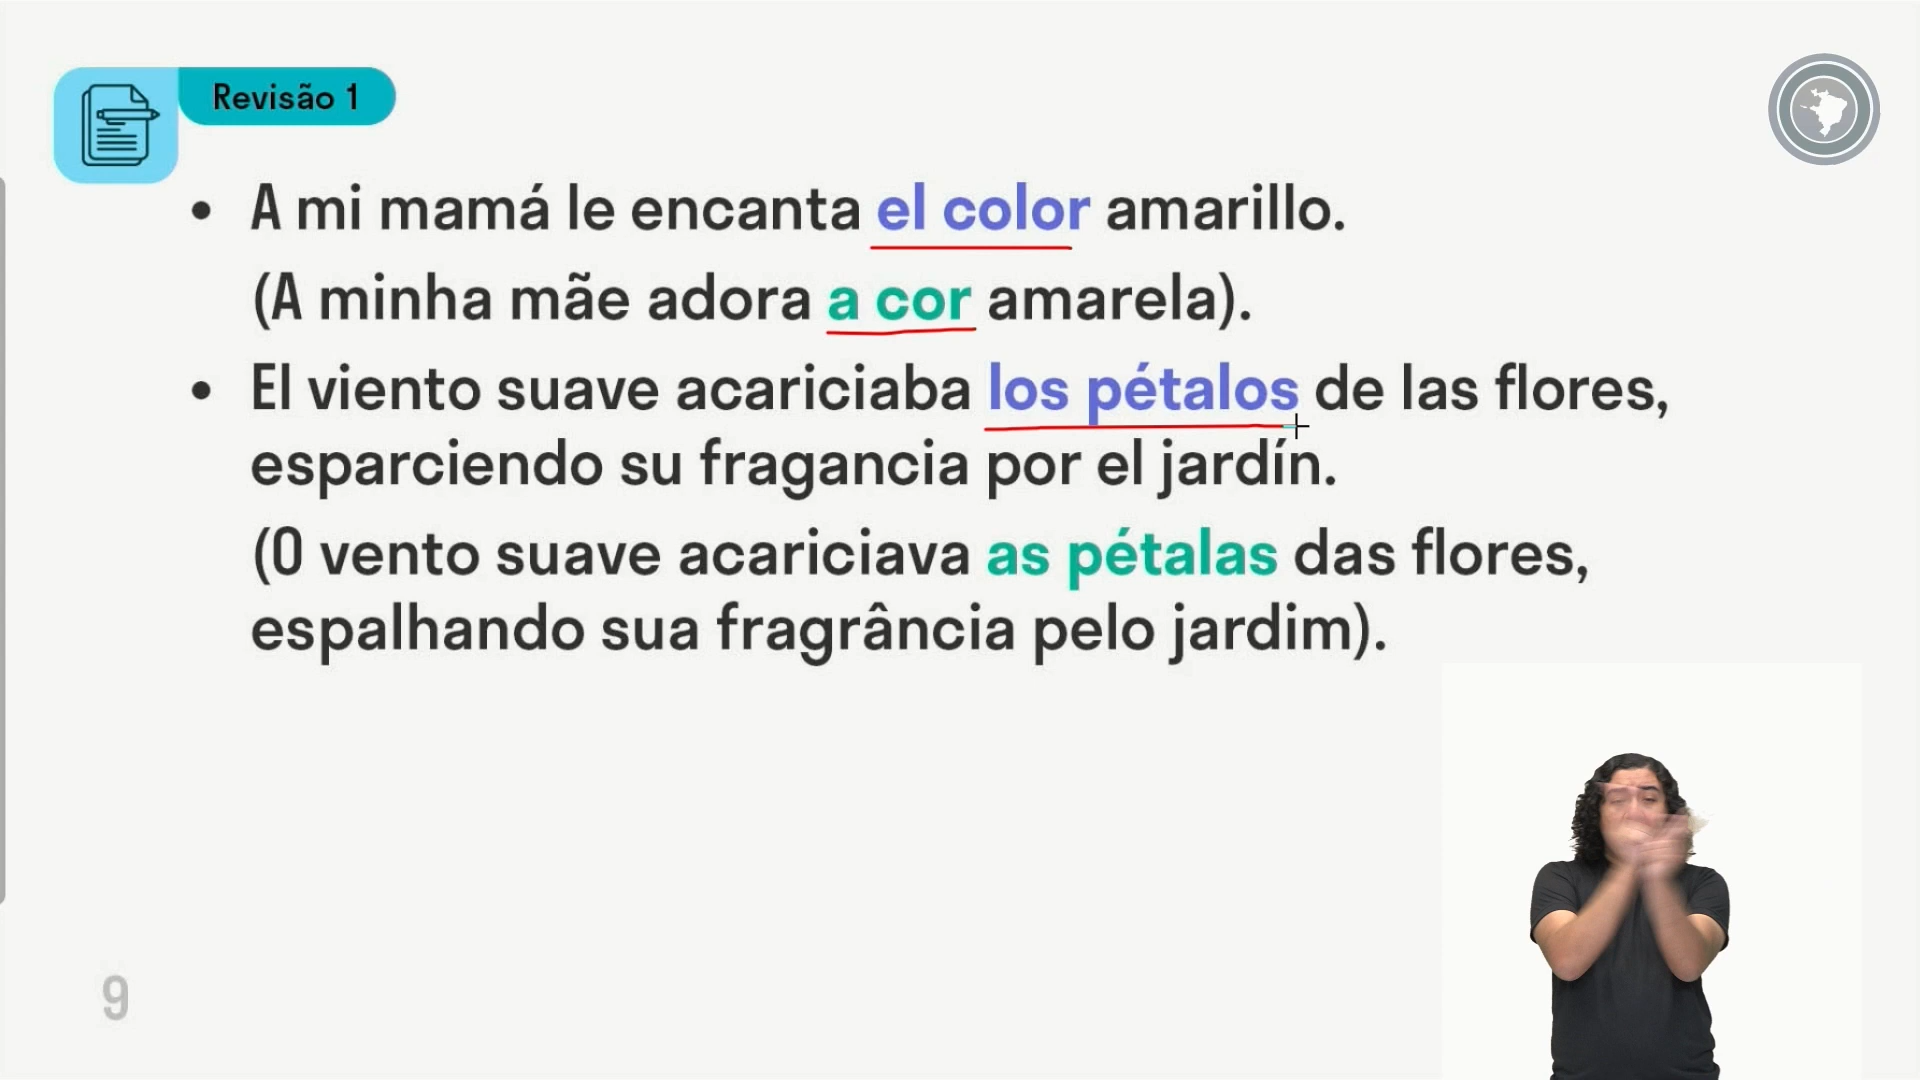 Revisão 1
• A mi mamá le encanta el color amarillo.
(A minha mãe adora a cor amarela).
• El viento suave acariciaba los pétalos de las flores,
esparciendo su fragancia por el jardín.
(O vento suave acariciava as pétalas das flores,
espalhando sua fragrância pelo jardim).
9